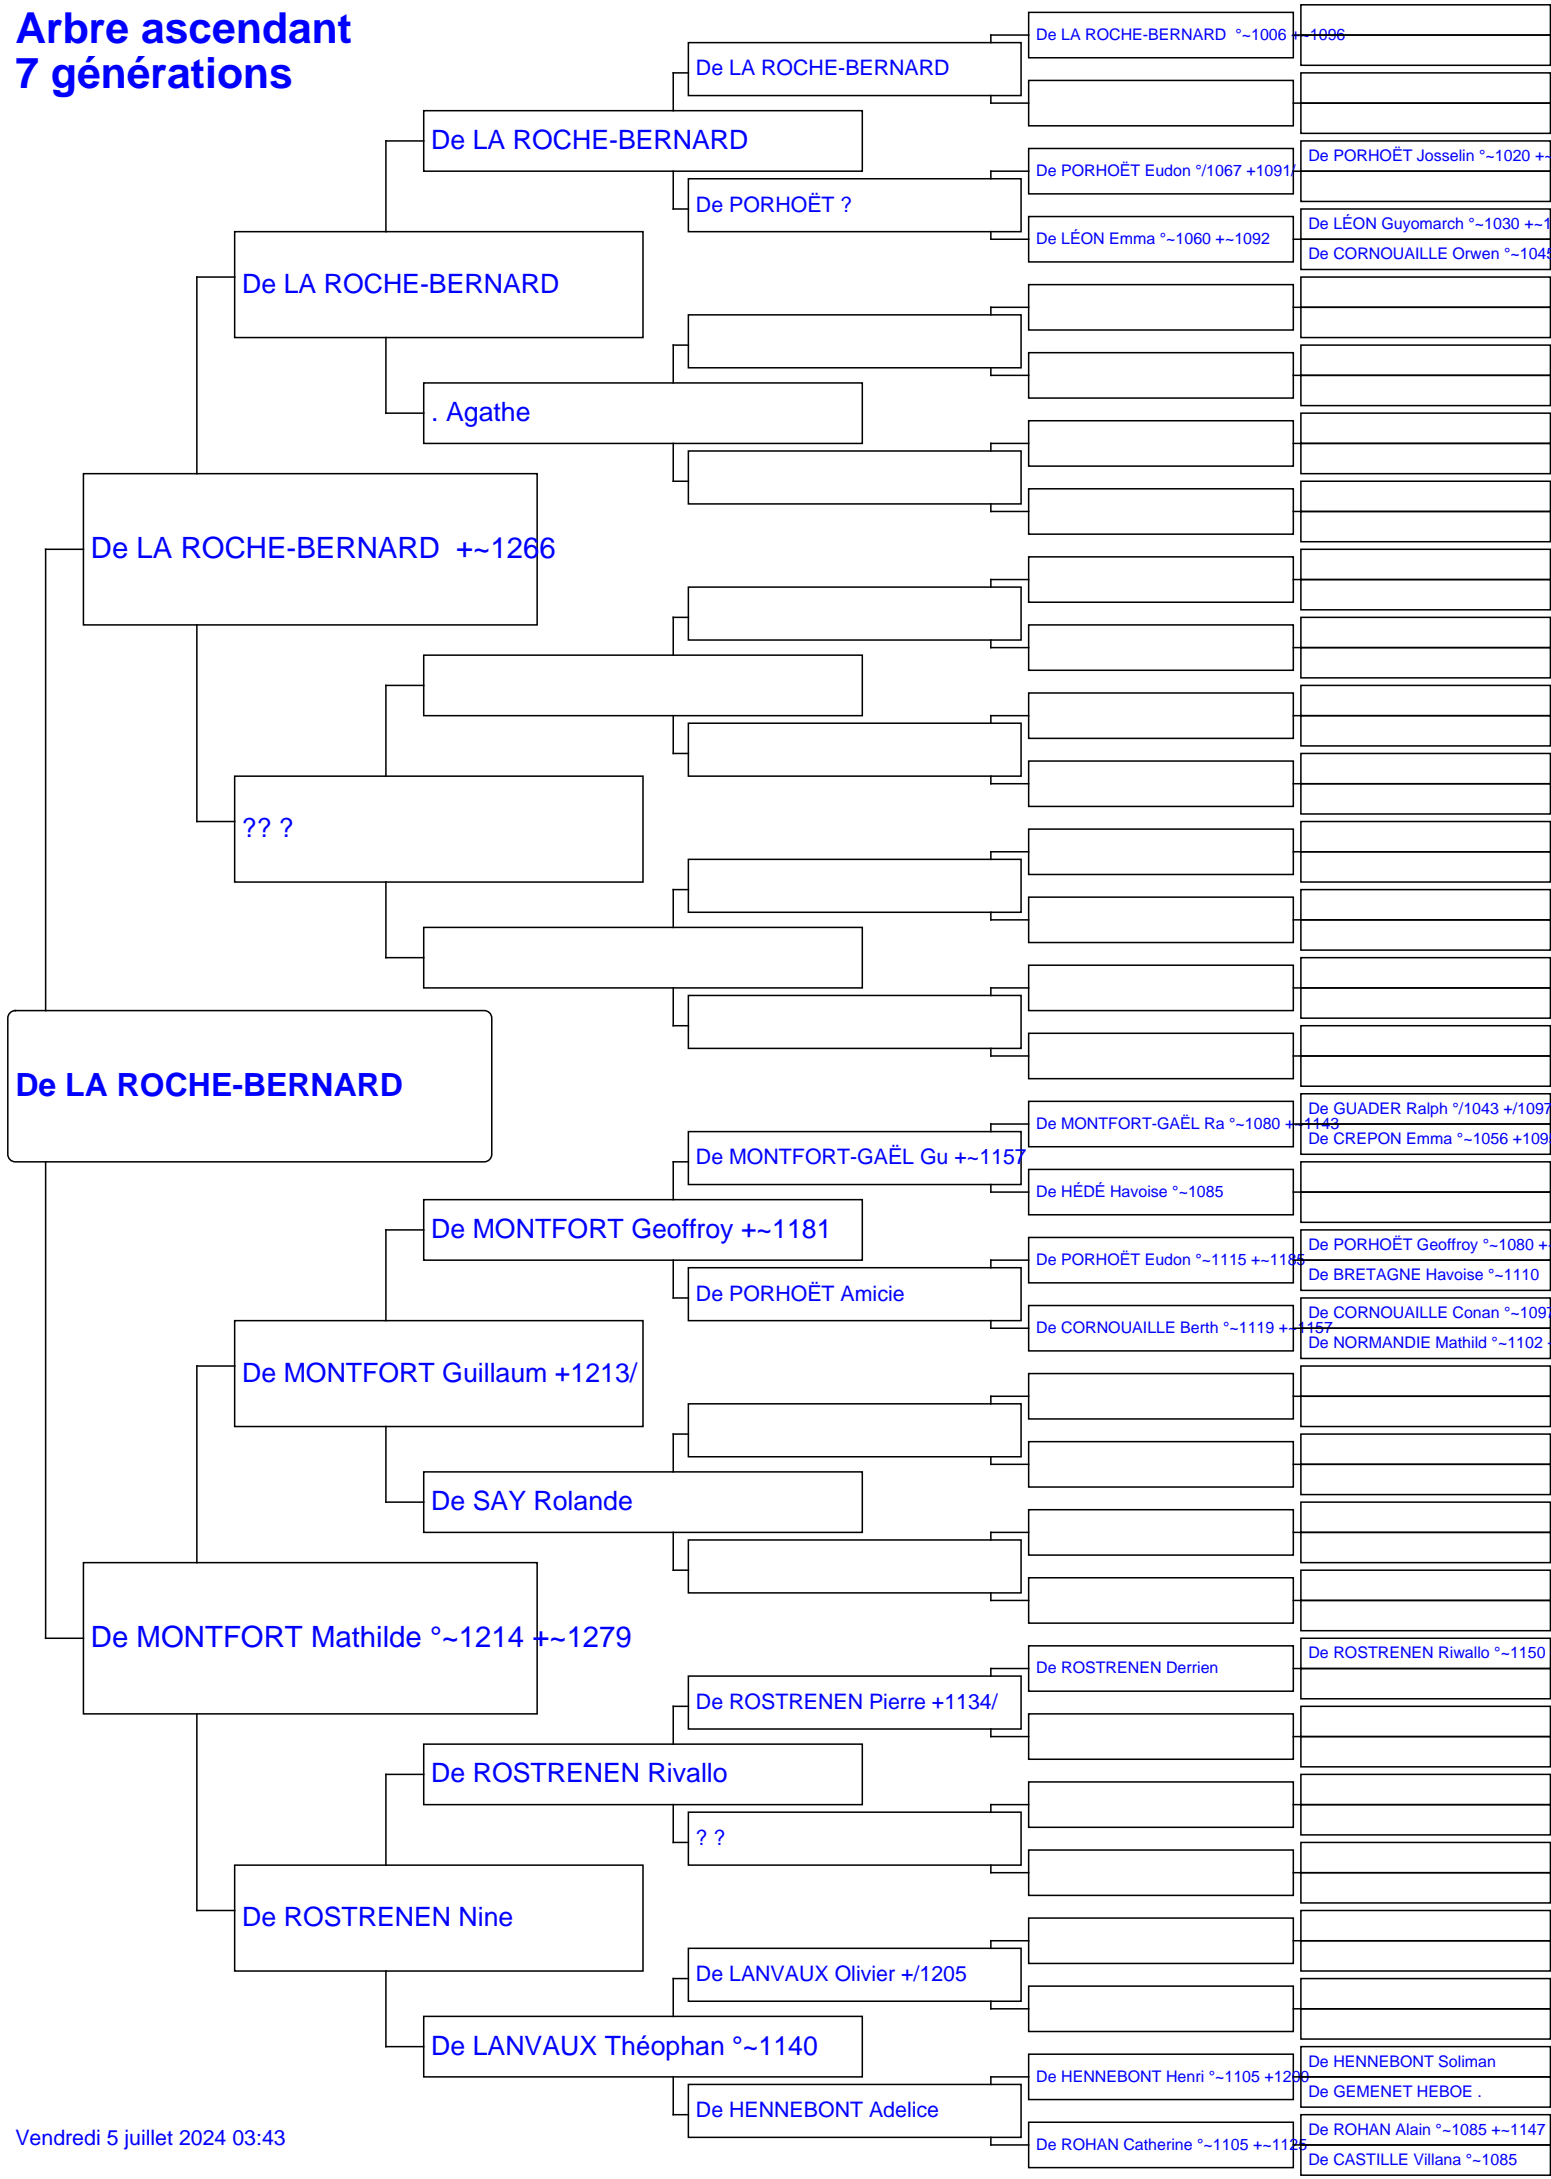 Arbre ascendant
7 générations
De LA ROCHE-BERNARD °~1006 +~1096
De LA ROCHE-BERNARD
De LA ROCHE-BERNARD
De PORHOËT Josselin °~1020 +~
De PORHOËT Eudon °/1067 +1091/
De PORHOËT ?
De LÉON Guyomarch °~1030 +~1
De LÉON Emma °~1060 +~1092
De CORNOUAILLE Orwen °~1045
De LA ROCHE-BERNARD
. Agathe
De LA ROCHE-BERNARD +~1266
?? ?
De LA ROCHE-BERNARD
De GUADER Ralph °/1043 +/1097
De MONTFORT-GAËL Ra °~1080 +~1143
De CREPON Emma °~1056 +109
De MONTFORT-GAËL Gu +~1157
De HÉDÉ Havoise °~1085
De MONTFORT Geoffroy +~1181
De PORHOËT Geoffroy °~1080 +
De PORHOËT Eudon °~1115 +~1185
De BRETAGNE Havoise °~1110
De PORHOËT Amicie
De CORNOUAILLE Conan °~1097
De CORNOUAILLE Berth °~1119 +~1157
De NORMANDIE Mathild °~1102
De MONTFORT Guillaum +1213/
De SAY Rolande
De MONTFORT Mathilde °~1214 +~1279
De ROSTRENEN Riwallo °~1150
De ROSTRENEN Derrien
De ROSTRENEN Pierre +1134/
De ROSTRENEN Rivallo
? ?
De ROSTRENEN Nine
De LANVAUX Olivier +/1205
De LANVAUX Théophan °~1140
De HENNEBONT Soliman
De HENNEBONT Henri °~1105 +1200
De GEMENET HEBOE .
De HENNEBONT Adelice
De ROHAN Alain °~1085 +~1147
De ROHAN Catherine °~1105 +~1125
De CASTILLE Villana °~1085
Vendredi 5 juillet 2024 03:43